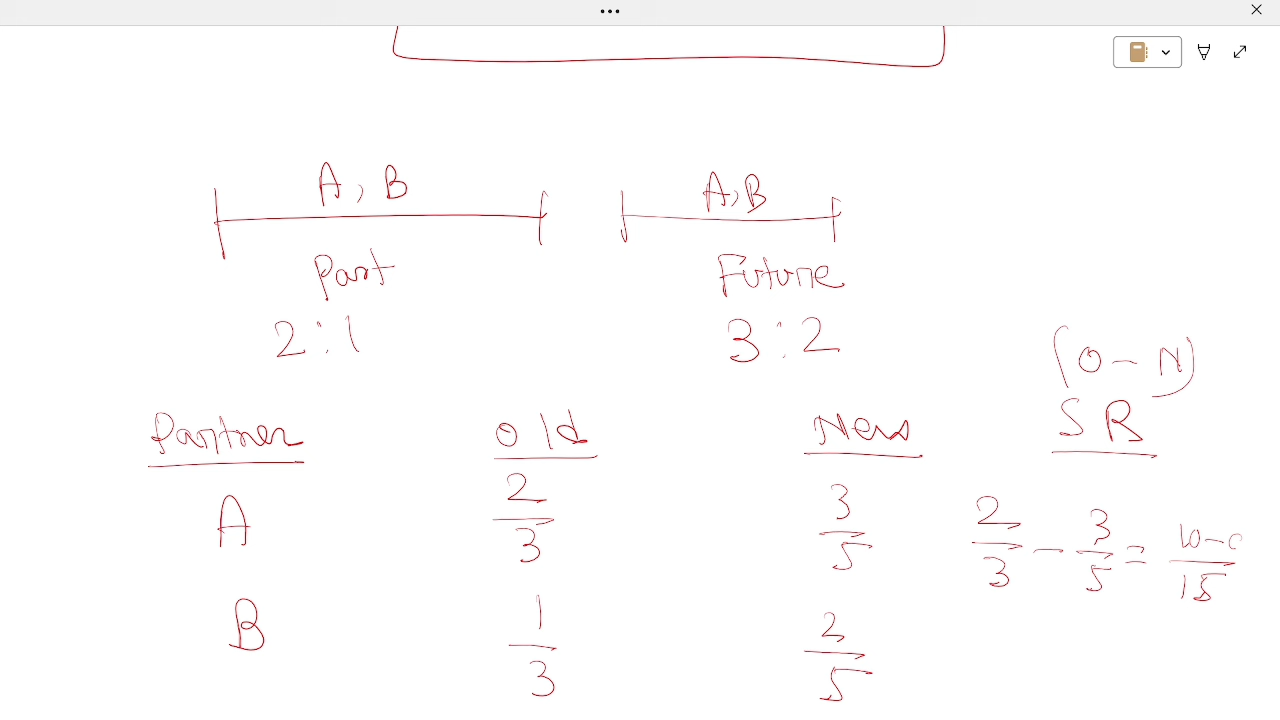 A, B A,B
Past Future
2:1 3:2
(O-N)
Partner Old New SR
A 2/3 3/5 2/3 - 3/5 = 10-/15
B 1/3 2/5